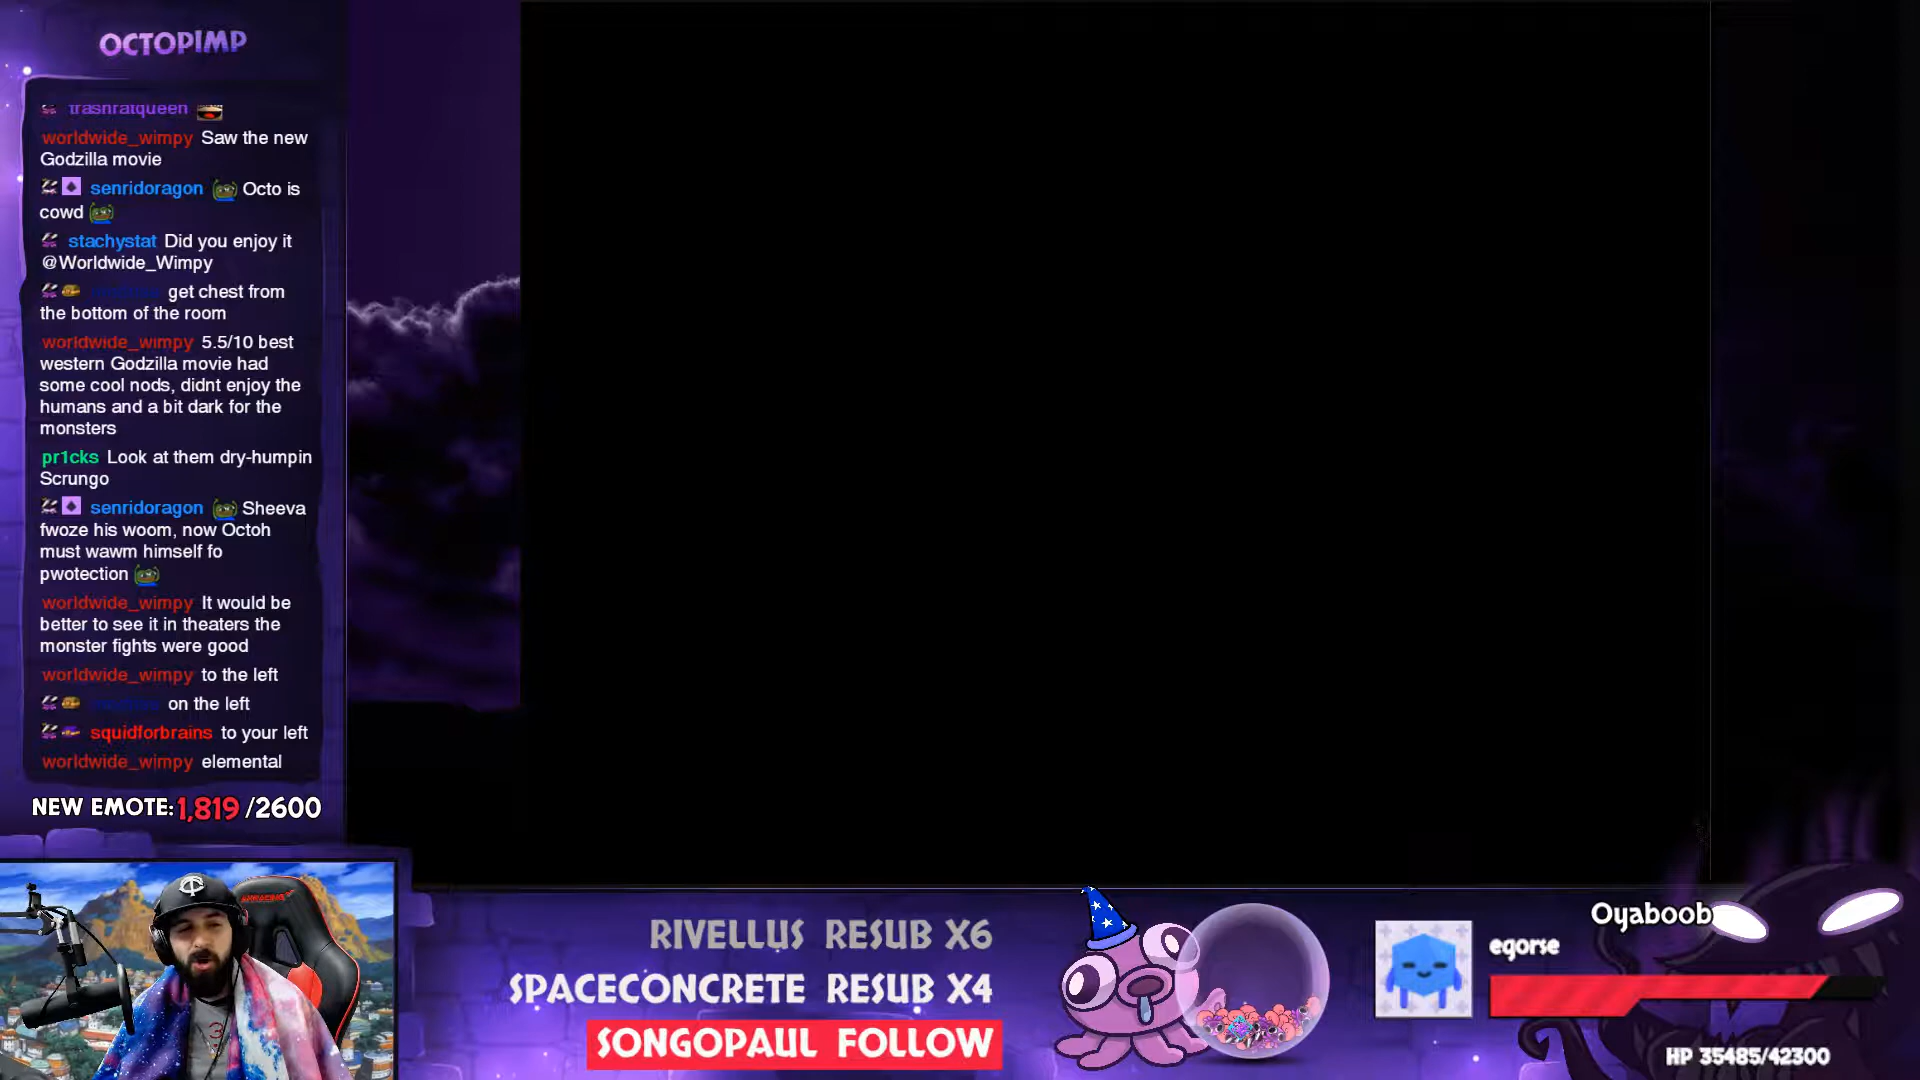 OCTOPIMP
trashratqueen
worldwide_wimpy Saw the new
Godzilla movie
senridoragon Octo is
cowd
stachystat Did you enjoy it
@Worldwide_Wimpy
get chest from
the bottom of the room
worldwide_wimpy 5.5/10 best
western Godzilla movie had
some cool nods, didnt enjoy the
humans and a bit dark for the
monsters
pr1cks Look at them dry-humpin
Scrungo
senridoragon Sheeva
fwoze his woom, now Octoh
must wawm himself fo
pwotection
worldwide_wimpy It would be
better to see it in theaters the
monster fights were good
worldwide_wimpy to the left
on the left
squidforbrains to your left
worldwide_wimpy elemental
NEW EMOTE: 1,819 /2600
RIVELLUS RESUB X6
SPACECONCRETE RESUB X4
SONGOPAUL FOLLOW
Oyaboob
egorse
HP 35485/42300